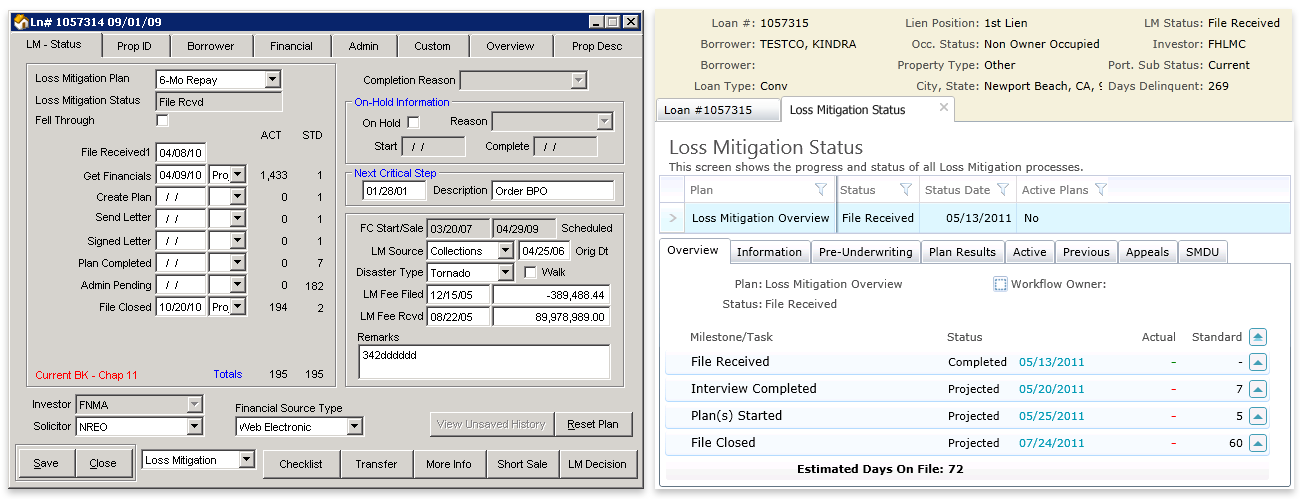 Ln# 1057314 09/01/09
LM - Status Prop ID Borrower Financial Admin Custom Overview Prop Desc
Loss Mitigation Plan 6-Mo Repay
Loss Mitigation Status File Rcvd
Fell Through
ACT STD
File Received1 04/08/10
Get Financials 04/09/10 Pro 1,433 1
Create Plan / / 0 1
Send Letter / / 0 1
Signed Letter / / 0 1
Plan Completed / / 0 7
Admin Pending / / 0 182
File Closed 10/20/10 Pro 194 2
Current BK - Chap 11 Totals 195 195
Completion Reason
On-Hold Information
On Hold Reason
Start / / Complete / /
Next Critical Step
01/28/01 Description Order BPO
FC Start/Sale 03/20/07 04/29/09 Scheduled
LM Source Collections 04/25/06 Orig Dt
Disaster Type Tornado Walk
LM Fee Filed 12/15/05 -389,488.44
LM Fee Rcvd 08/22/05 89,978,989.00
Remarks
342dddddd
Investor FNMA
Solicitor NREO
Financial Source Type
Web Electronic
View Unsaved History Reset Plan
Save Close Loss Mitigation Checklist Transfer More Info Short Sale LM Decision
Loan #: 1057315 Lien Position: 1st Lien LM Status: File Received
Borrower: TESTCO, KINDRA Occ. Status: Non Owner Occupied Investor: FHLMC
Borrower: Property Type: Other Port. Sub Status: Current
Loan Type: Conv City, State: Newport Beach, CA, 9 Days Delinquent: 269
Loan #1057315 Loss Mitigation Status
Loss Mitigation Status
This screen shows the progress and status of all Loss Mitigation processes.
Plan Status Status Date Active Plans
Loss Mitigation Overview File Received 05/13/2011 No
Overview Information Pre-Underwriting Plan Results Active Previous Appeals SMDU
Plan: Loss Mitigation Overview Workflow Owner:
Status: File Received
Milestone/Task Status Actual Standard
File Received Completed 05/13/2011 - -
Interview Completed Projected 05/20/2011 - 7
Plan(s) Started Projected 05/25/2011 - 5
File Closed Projected 07/24/2011 - 60
Estimated Days On File: 72